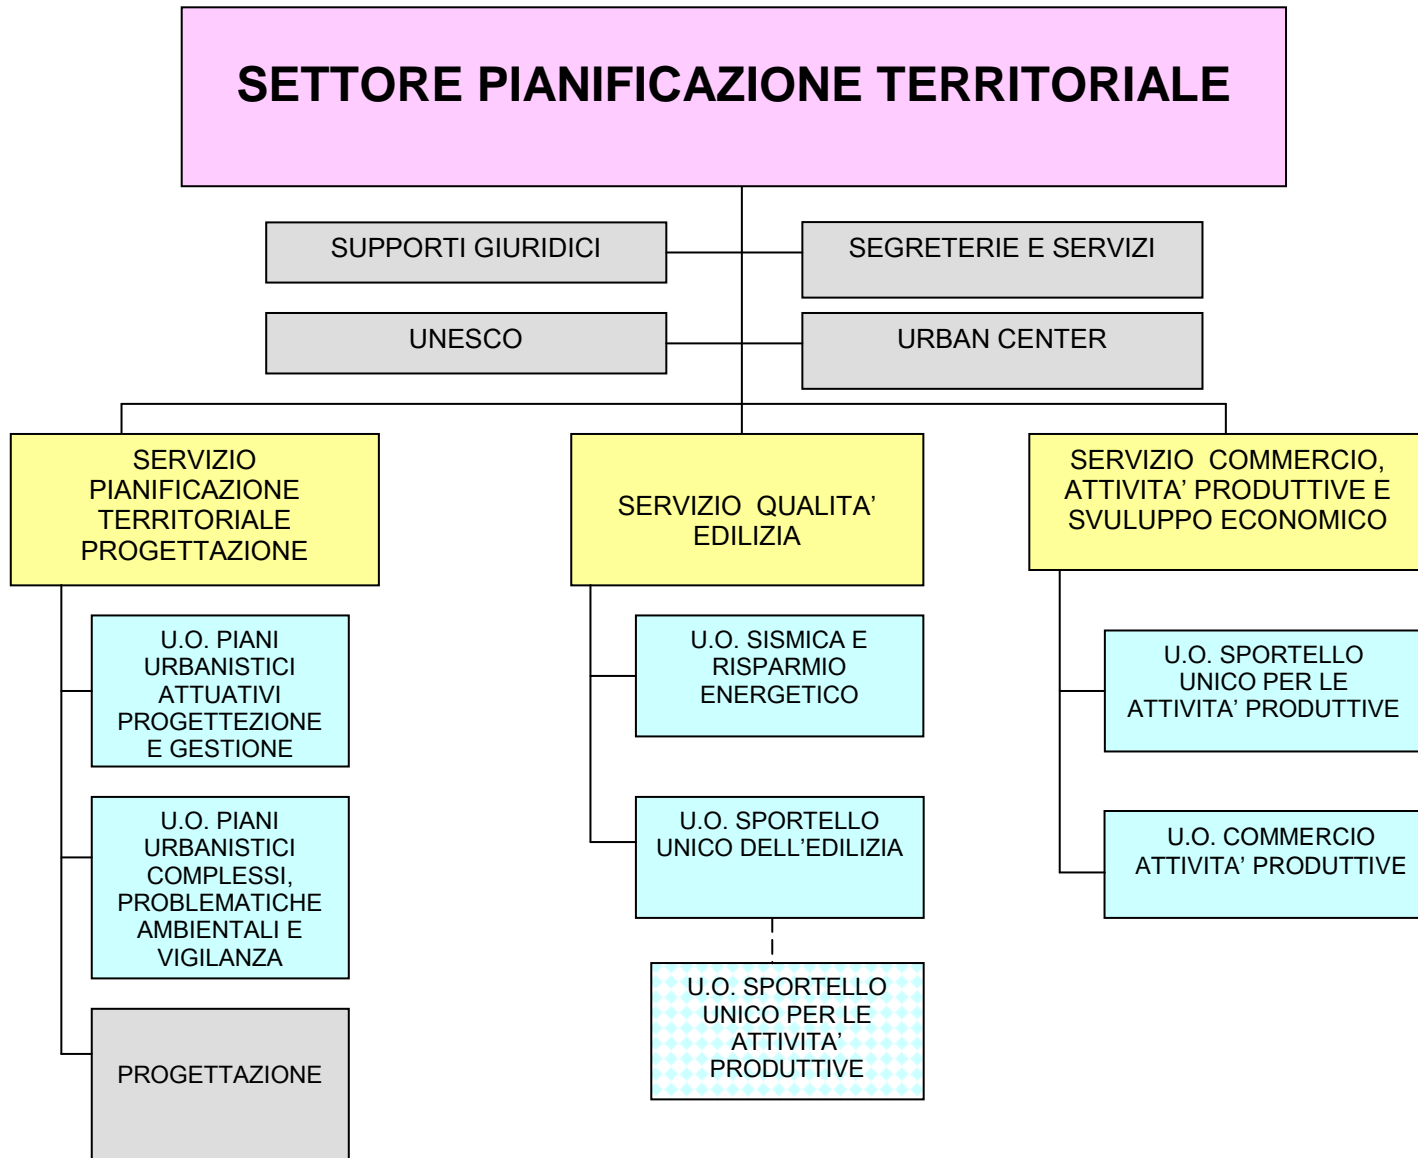 SETTORE PIANIFICAZIONE TERRITORIALE
SUPPORTI GIURIDICI
SEGRETERIE E SERVIZI
UNESCO
URBAN CENTER
SERVIZIO
PIANIFICAZIONE
TERRITORIALE
PROGETTAZIONE
SERVIZIO QUALITA’
EDILIZIA
SERVIZIO COMMERCIO,
ATTIVITA’ PRODUTTIVE E
SVULUPPO ECONOMICO
U.O. PIANI
URBANISTICI
ATTUATIVI
PROGETTEZIONE
E GESTIONE
U.O. SISMICA E
RISPARMIO
ENERGETICO
U.O. SPORTELLO
UNICO PER LE
ATTIVITA’ PRODUTTIVE
U.O. PIANI
URBANISTICI
COMPLESSI,
PROBLEMATICHE
AMBIENTALI E
VIGILANZA
U.O. SPORTELLO
UNICO DELL’EDILIZIA
U.O. COMMERCIO
ATTIVITA’ PRODUTTIVE
U.O. SPORTELLO
UNICO PER LE
ATTIVITA’
PRODUTTIVE
PROGETTAZIONE